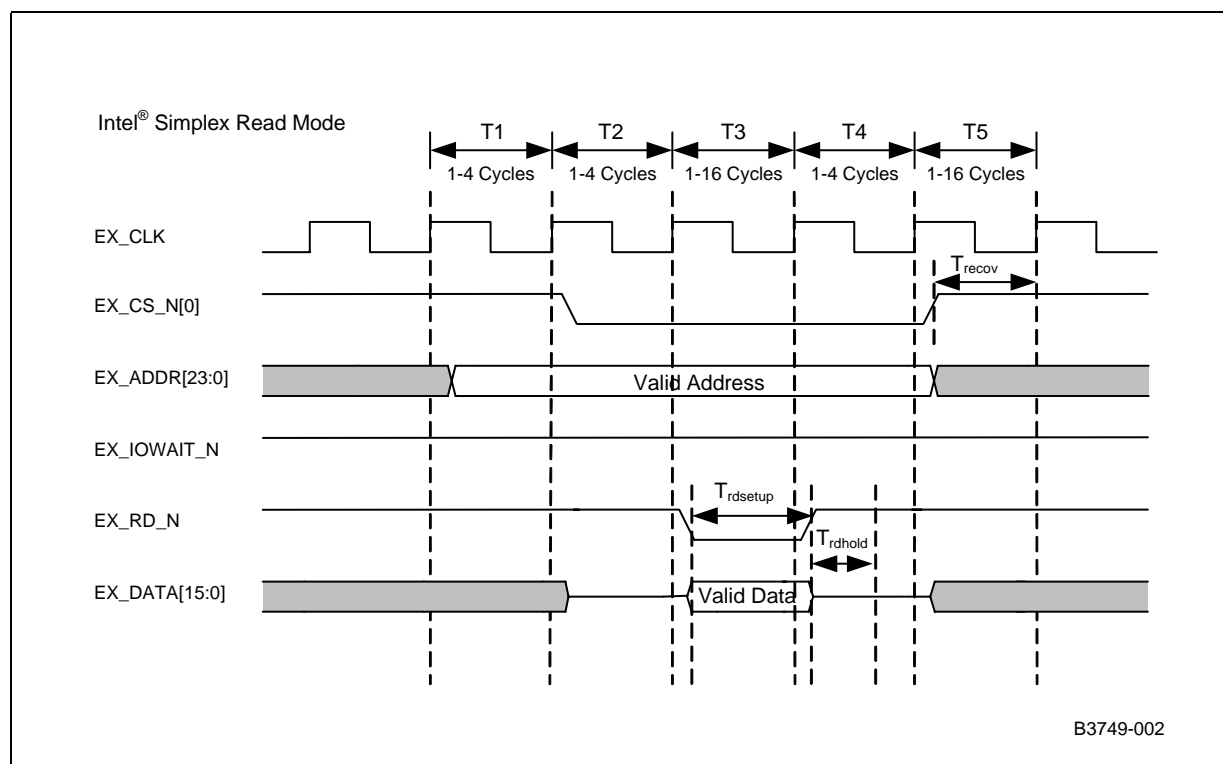 Intel® Simplex Read Mode
T1 T2 T3 T4 T5
1-4 Cycles 1-4 Cycles 1-16 Cycles 1-4 Cycles 1-16 Cycles
EX_CLK
Trecov
EX_CS_N[0]
EX_ADDR[23:0] Valid Address
EX_IOWAIT_N
Trdsetup
EX_RD_N
Trdhold
EX_DATA[15:0] Valid Data
B3749-002